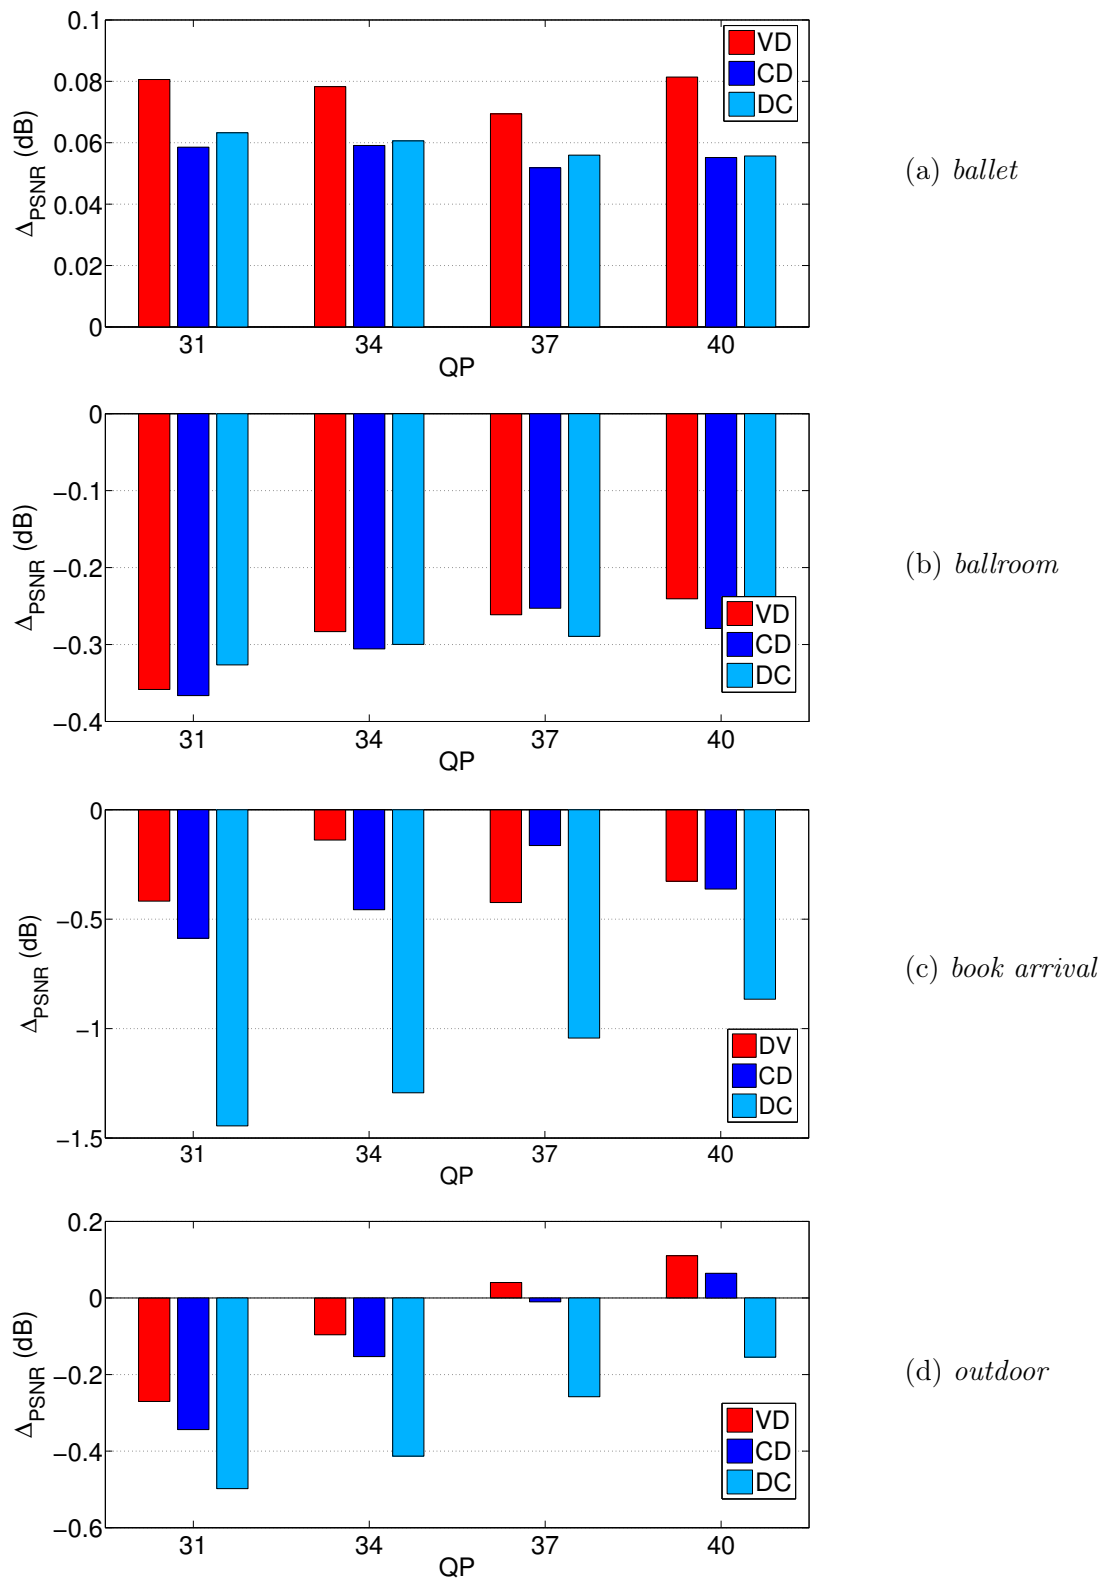 0.1
0.08
0.06
0.04
0.02
0
ΔPSNR (dB)
VD
CD
DC
31 34 37 40
QP
(a) ballet
0
−0.1
−0.2
−0.3
−0.4
ΔPSNR (dB)
VD
CD
DC
31 34 37 40
QP
(b) ballroom
0
−0.5
−1
−1.5
ΔPSNR (dB)
DV
CD
DC
31 34 37 40
QP
(c) book arrival
0.2
0
−0.2
−0.4
−0.6
ΔPSNR (dB)
VD
CD
DC
31 34 37 40
QP
(d) outdoor